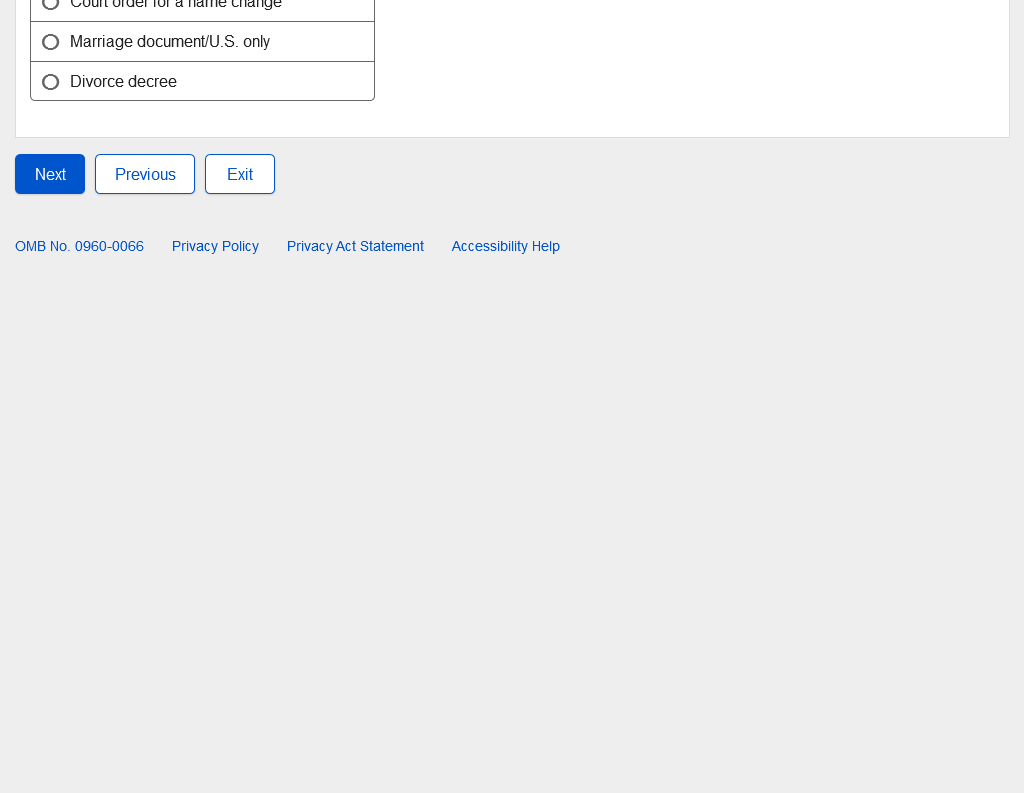 Court order for a name change
Marriage document/U.S. only
Divorce decree
Next Previous Exit
OMB No. 0960-0066 Privacy Policy Privacy Act Statement Accessibility Help